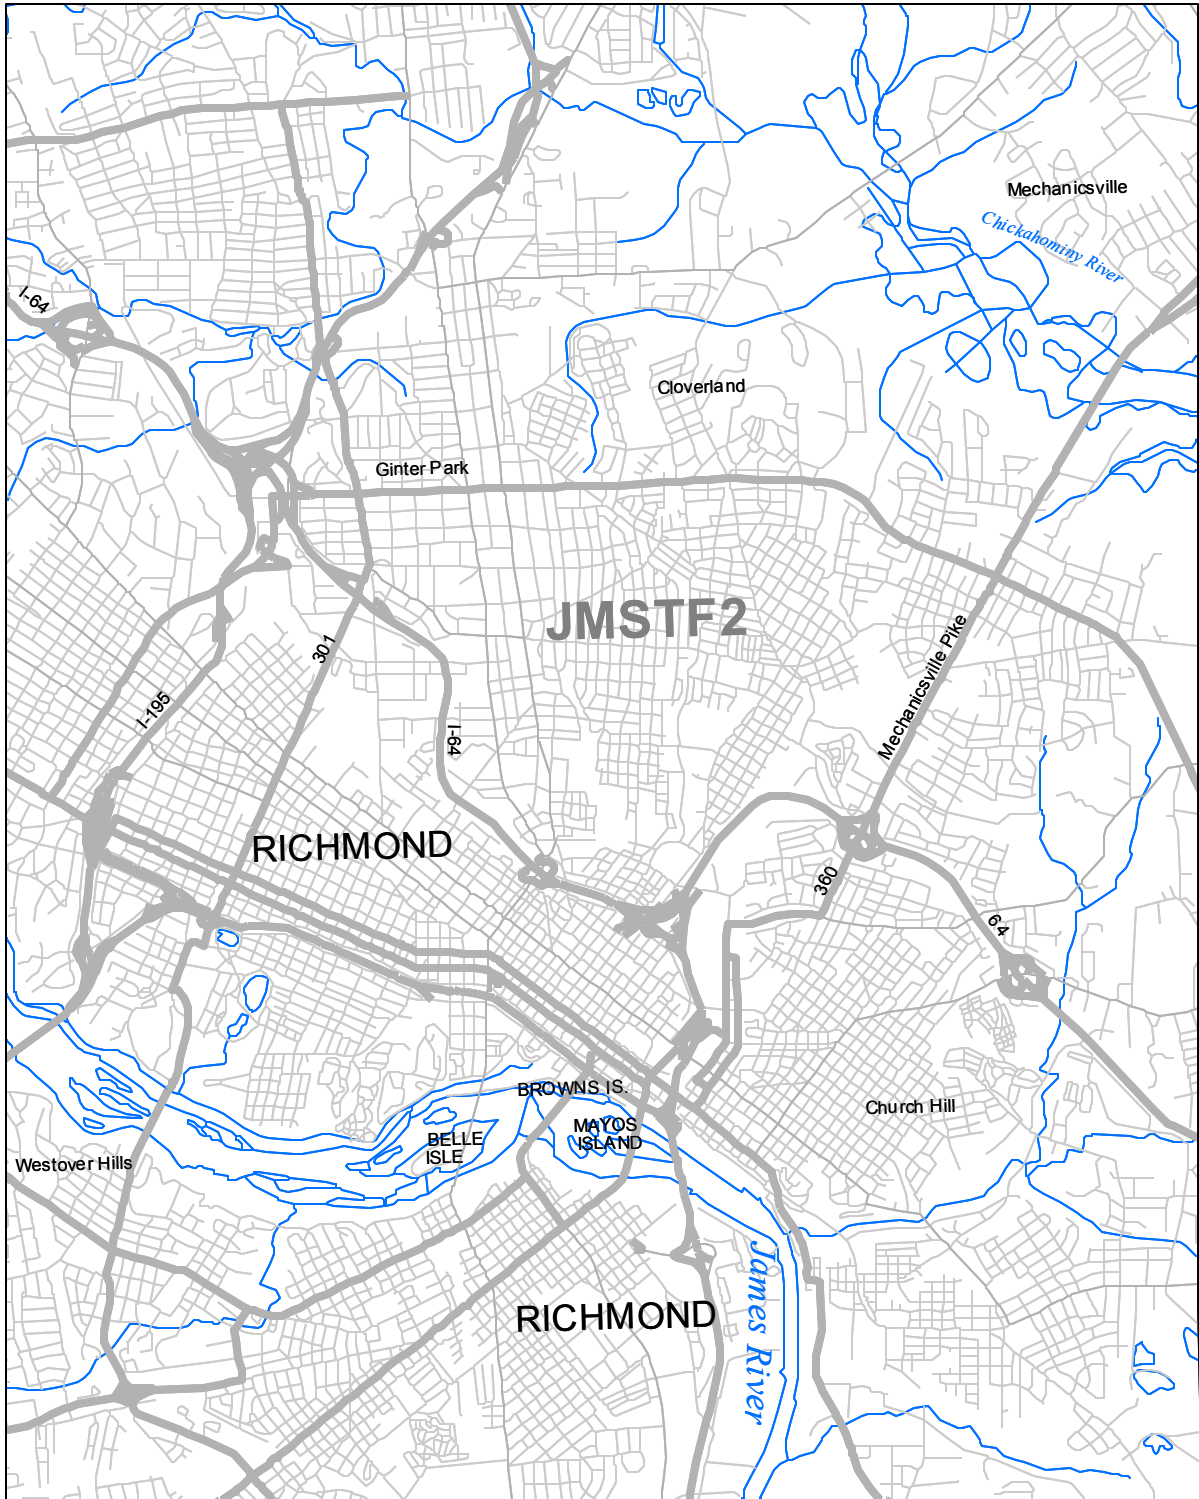 Mechanicsville
Chickahominy River
I-64
Cloverland
Ginter Park
JMSTF2
301
Mechanicsville Pike
I-195
I-64
RICHMOND
360
64
BROWNS IS.
Church Hill
MAYOS
ISLAND
BELLE
ISLE
Westover Hills
James River
RICHMOND